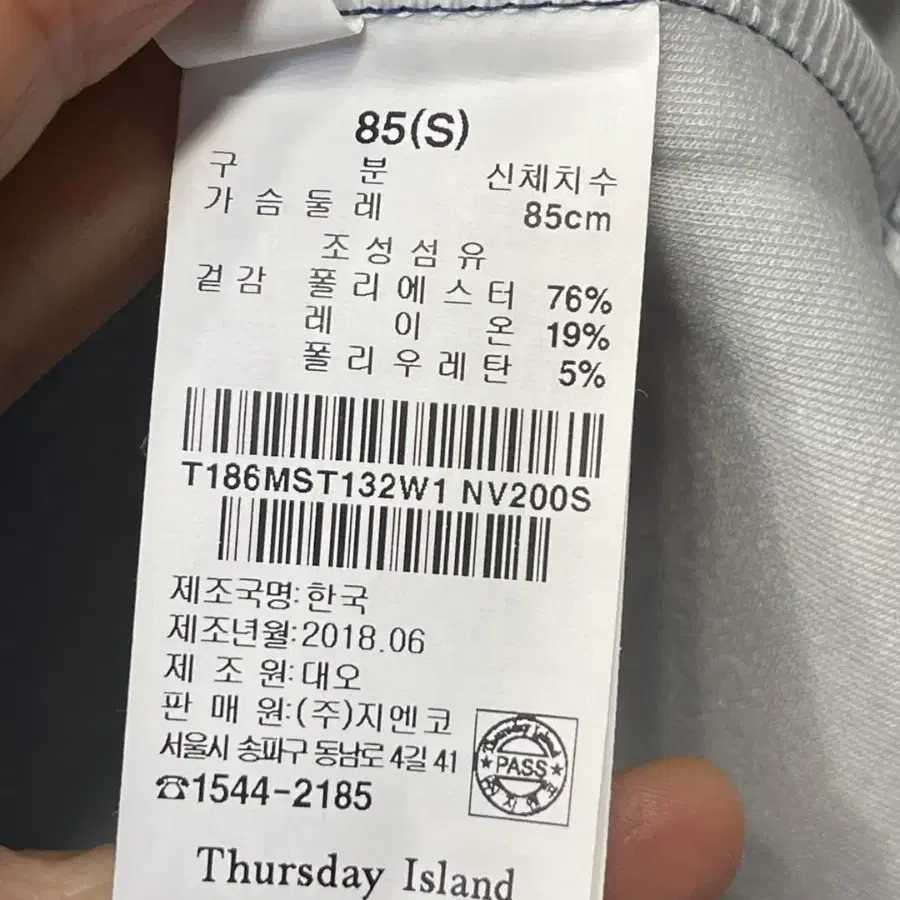 85(S)
구 분 신체치수
가슴둘레 85cm
조성섬유
겉감 폴리에스터 76%
레이온 19%
폴리우레탄 5%
T186MST132W1 NV200S
제조국명:한국
제조년월:2018.06
제 조 원:대오
판 매 원:(주)지엔코
서울시 송파구 동남로 4길 41
☎1544-2185
Thursday Island
PASS
Thursday Island